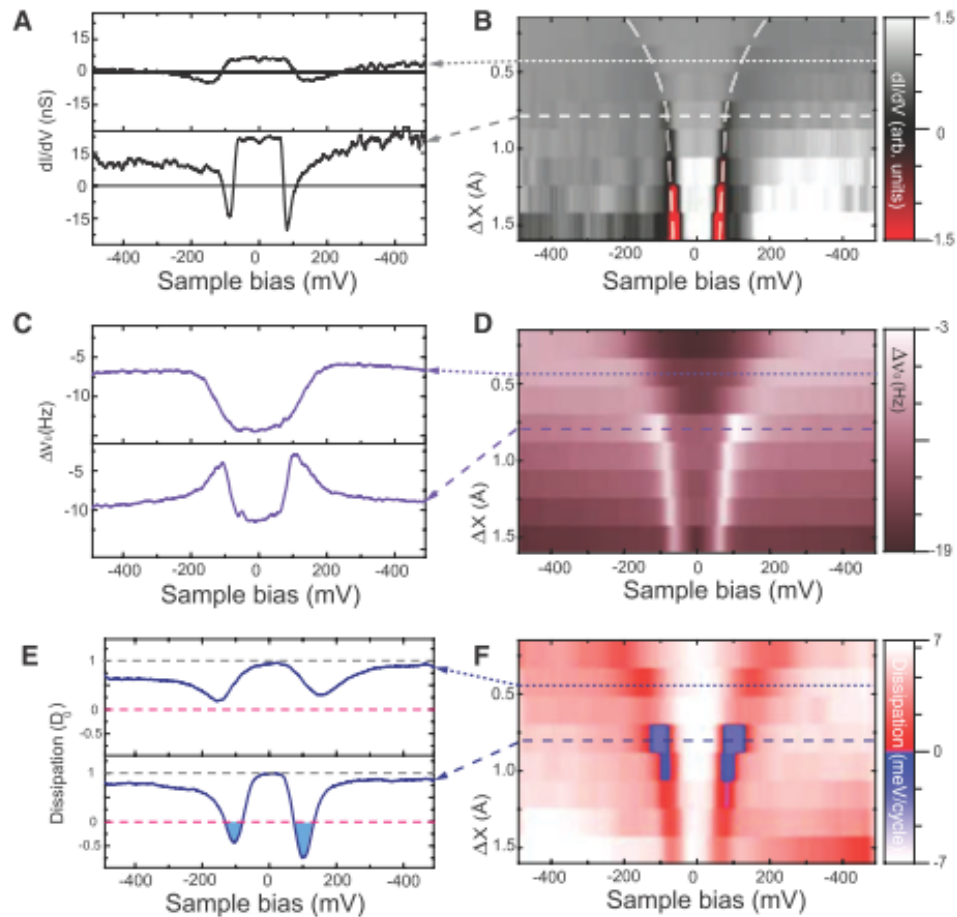 A
15
0
-15
15
0
-15
dI/dV (nS)
-400 -200 0 200 400
Sample bias (mV)
B
0.5
1.0
1.5
ΔX (Å)
-400 -200 0 200 400
Sample bias (mV)
1.5
0
1.5
dI/dV (arb. units)
C
-5
-10
-5
-10
(Hz)
-400 -200 0 200 400
Sample bias (mV)
D
0.5
1.0
1.5
ΔX (Å)
-400 -200 0 200 400
Sample bias (mV)
-3
-19
(Hz)
E
1
0
-0.5
1
0
-0.5
Dissipation (D₀)
-400 -200 0 200 400
Sample bias (mV)
F
0.5
1.0
1.5
ΔX (Å)
-400 -200 0 200 400
Sample bias (mV)
7
0
-7
Dissipation (meV/cycle)